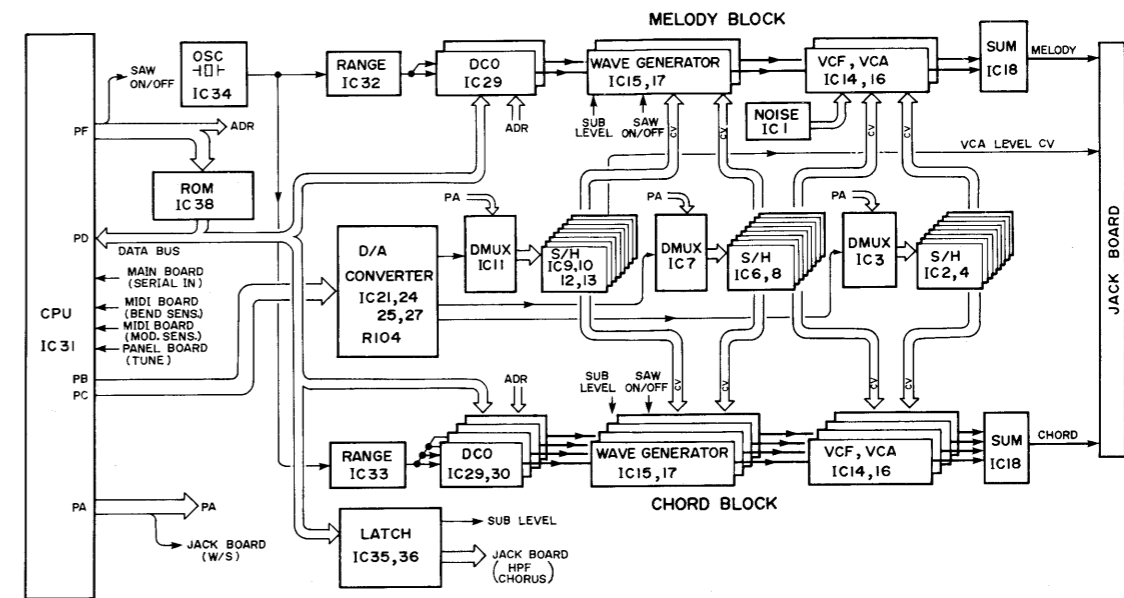 MELODY BLOCK
CPU
IC31
PF
SAW
ON/OFF
ADR
OSC
IC34
ROM
IC38
PD
DATA BUS
MAIN BOARD
(SERIAL IN)
MIDI BOARD
(BEND SENS.)
MIDI BOARD
(MOD. SENS.)
PANEL BOARD
(TUNE)
PB
PC
PA
PA
JACK BOARD
(W/S)
RANGE
IC32
DCO
IC29
ADR
WAVE GENERATOR
IC15,17
SUB
LEVEL
SAW
ON/OFF
CV
CV
VCF, VCA
IC14,16
NOISE
IC1
CV
CV
SUM
IC18
MELODY
VCA LEVEL CV
JACK BOARD
D/A
CONVERTER
IC21,24
25,27
R104
PA
DMUX
IC11
S/H
IC9,10
12,13
PA
DMUX
IC7
S/H
IC6,8
PA
DMUX
IC3
S/H
IC2,4
RANGE
IC33
ADR
DCO
IC29,30
SUB
LEVEL
SAW
ON/OFF
CV
CV
WAVE GENERATOR
IC15,17
CV
CV
VCF, VCA
IC14,16
SUM
IC18
CHORD
CHORD BLOCK
LATCH
IC35,36
SUB LEVEL
JACK BOARD
(HPF
CHORUS)